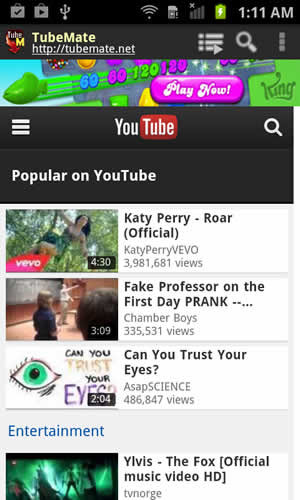 1:11 AM
TubeMate
http://tubemate.net
60 60 120120
Play Now!
King
YouTube
Popular on YouTube
Katy Perry - Roar
(Official)
KatyPerryVEVO
3,981,681 views
vevo
4:30
Fake Professor on the
First Day PRANK --...
Chamber Boys
335,531 views
3:09
Can You Trust Your
Eyes?
AsapSCIENCE
486,847 views
CAN YOU
TRUST
YOUR
EYES?
2:04
Entertainment
Ylvis - The Fox [Official
music video HD]
tvnorge